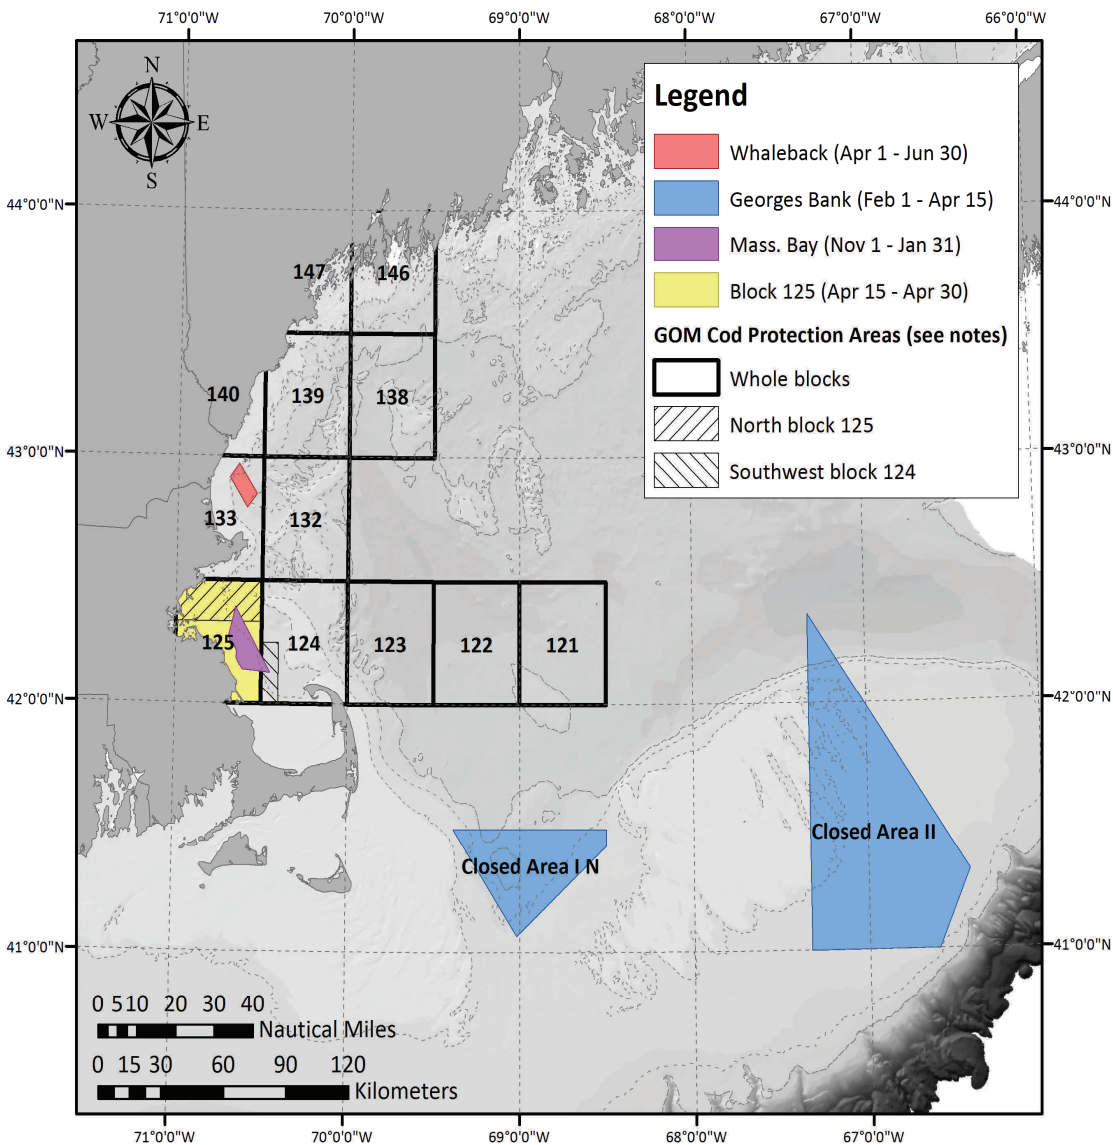 71°0'0"W 70°0'0"W 69°0'0"W 68°0'0"W 67°0'0"W 66°0'0"W
N
W E
S
Legend
Whaleback (Apr 1 - Jun 30)
Georges Bank (Feb 1 - Apr 15)
Mass. Bay (Nov 1 - Jan 31)
Block 125 (Apr 15 - Apr 30)
GOM Cod Protection Areas (see notes)
Whole blocks
North block 125
Southwest block 124
44°0'0"N 44°0'0"N
147 146
140 139 138
43°0'0"N 43°0'0"N
133 132
125 124 123 122 121
42°0'0"N 42°0'0"N
Closed Area II
Closed Area I N
41°0'0"N 41°0'0"N
0 5 10 20 30 40
Nautical Miles
0 15 30 60 90 120
Kilometers
71°0'0"W 70°0'0"W 69°0'0"W 68°0'0"W 67°0'0"W